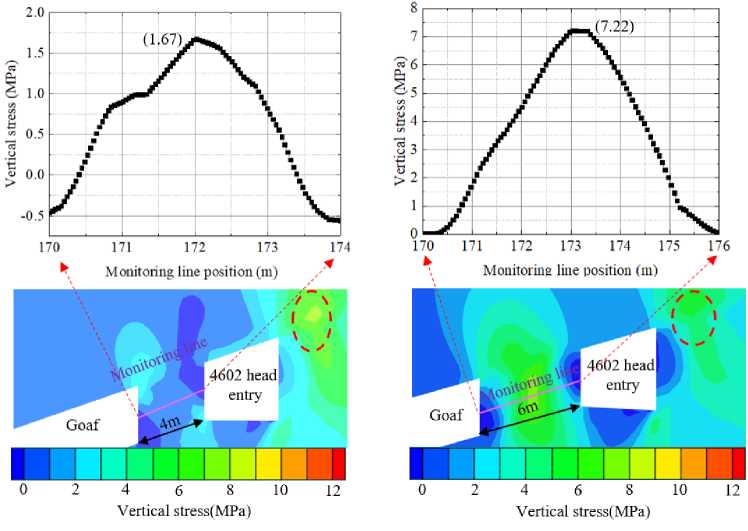 2.0
(1.67)
1.5
1.0
0.5
0.0
-0.5
Vertical stress (MPa)
170 171 172 173 174
Monitoring line position (m)
8
(7.22)
7
6
5
4
3
2
1
0
Vertical stress (MPa)
170 171 172 173 174 175 176
Monitoring line position (m)
Monitoring line
4602 head
entry
Goaf
4m
0 2 4 6 8 10 12
Vertical stress(MPa)
Monitoring line
4602 head
entry
Goaf
6m
0 2 4 6 8 10 12
Vertical stress(MPa)